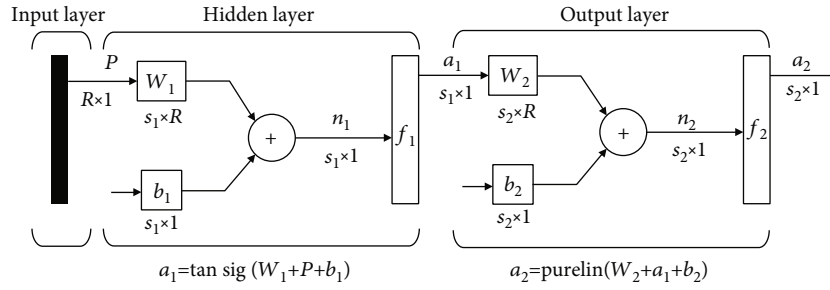 Input layer
Hidden layer
Output layer
P
R×1
W₁
s₁×R
+
b₁
s₁×1
n₁
s₁×1
f₁
a₁
s₁×1
W₂
s₂×R
+
b₂
s₂×1
n₂
s₂×1
f₂
a₂
s₂×1
a₁=tan sig (W₁+P+b₁)
a₂=purelin(W₂+a₁+b₂)